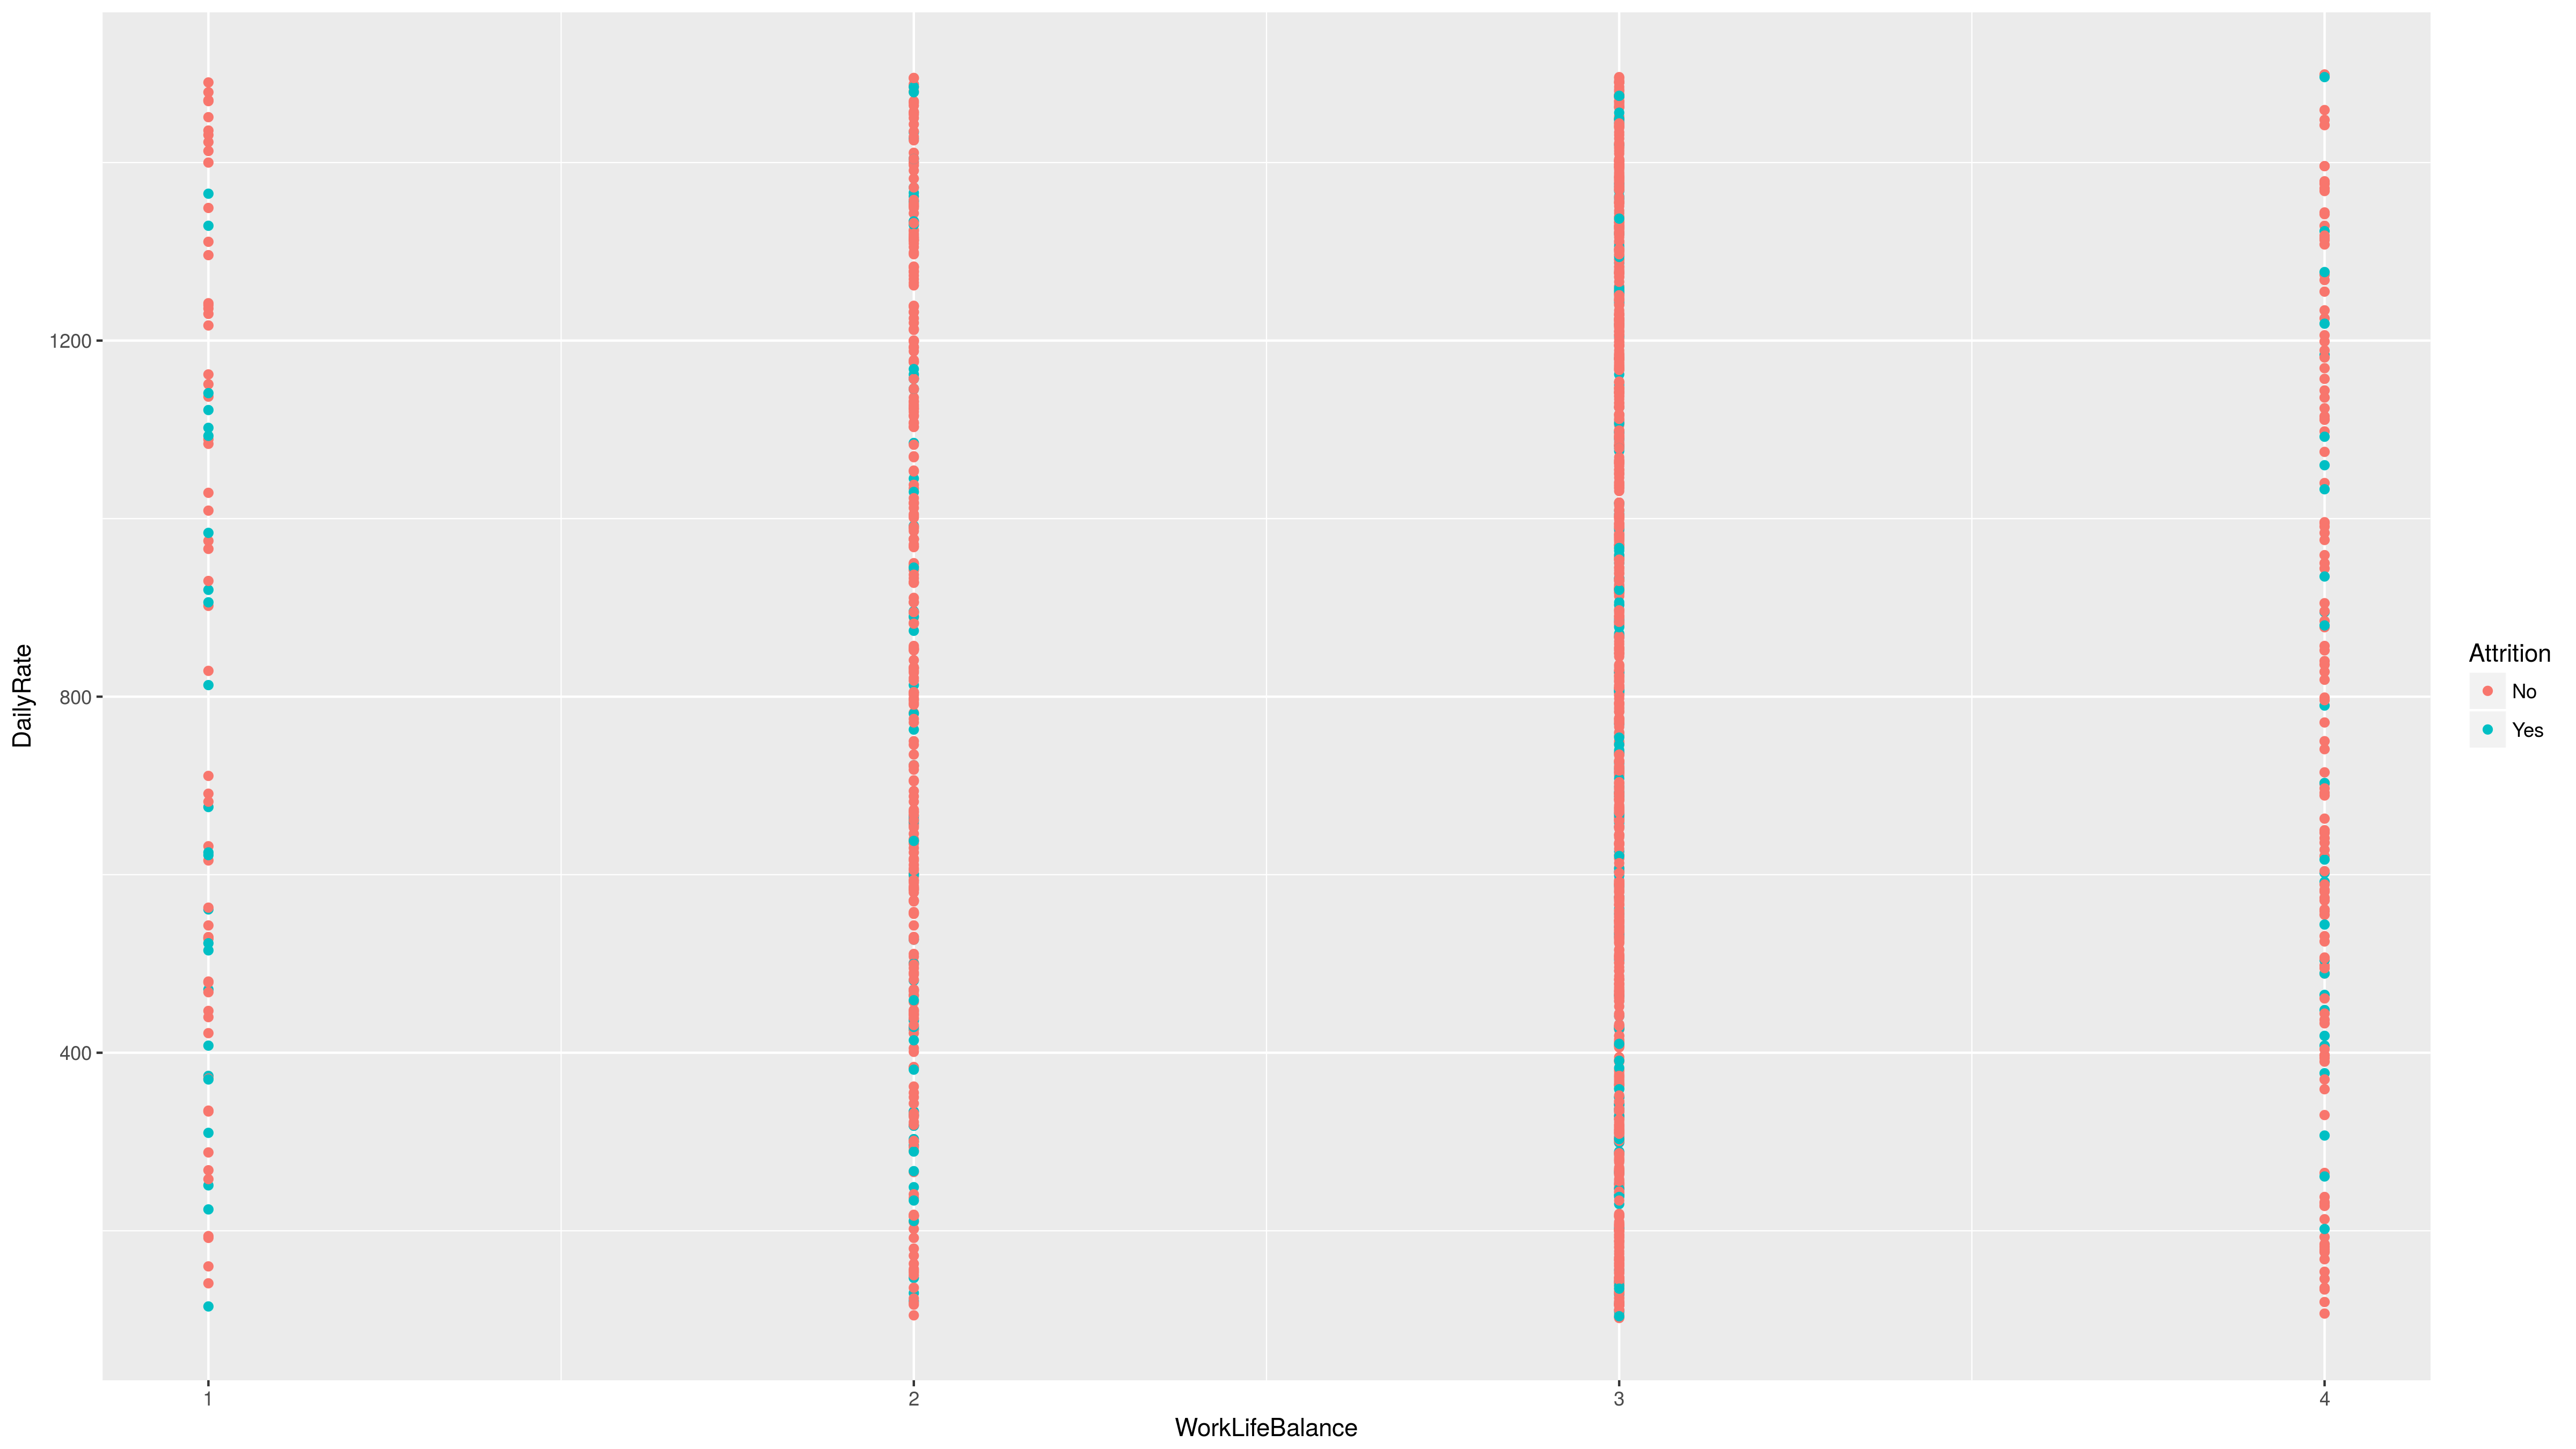 DailyRate
1200
800
400
1
2
3
4
WorkLifeBalance
Attrition
No
Yes